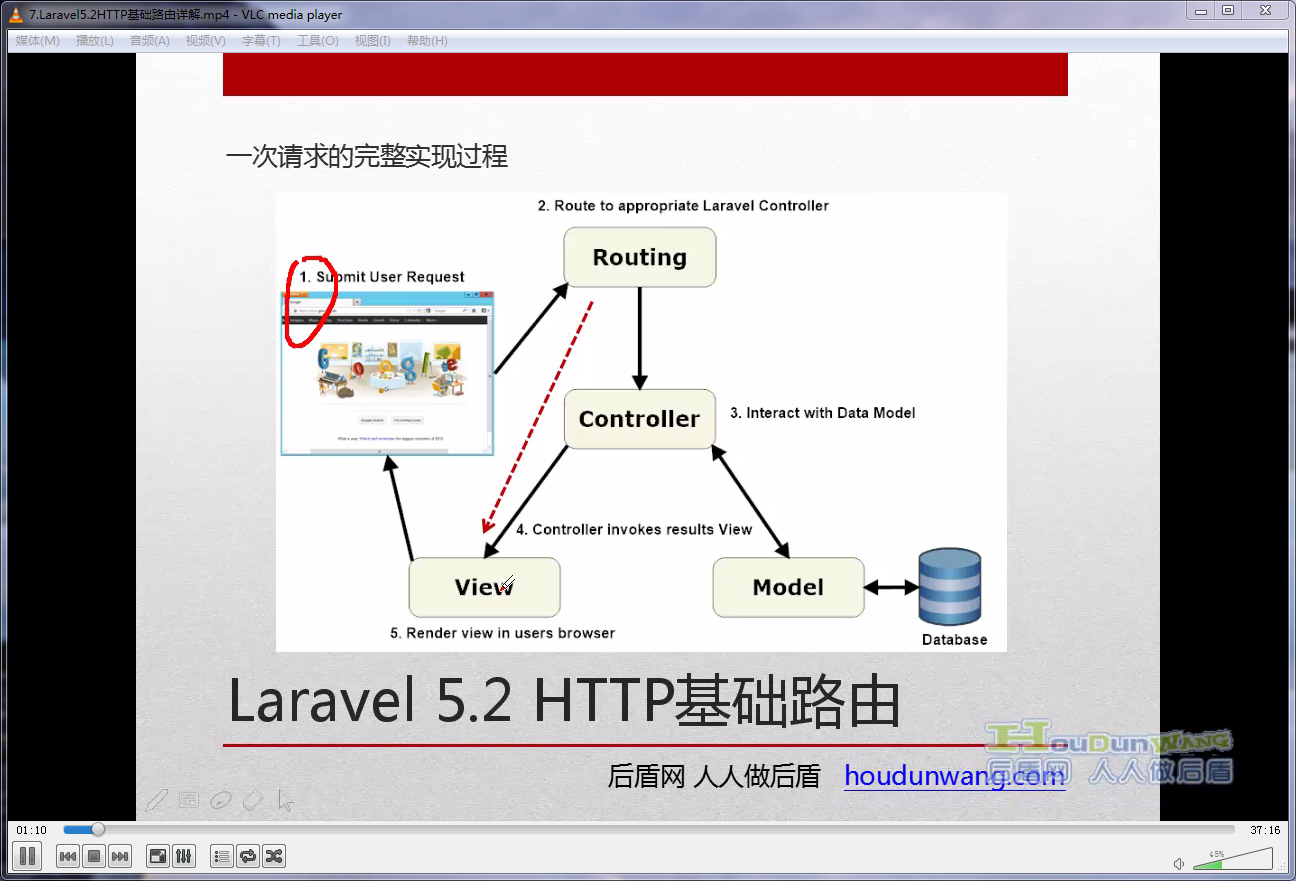 7.Laravel5.2HTTP基础路由详解.mp4 - VLC media player
媒体(M) 播放(L) 音频(A) 视频(V) 字幕(T) 工具(O) 视图(I) 帮助(H)
一次请求的完整实现过程
2. Route to appropriate Laravel Controller
Routing
1. Submit User Request
Google
Controller
3. Interact with Data Model
4. Controller invokes results View
View
Model
5. Render view in users browser
Database
Laravel 5.2 HTTP基础路由
HouDunWang
后盾网 人人做后盾
后盾网 人人做后盾 houdunwang.com
01:10
37:16
45%